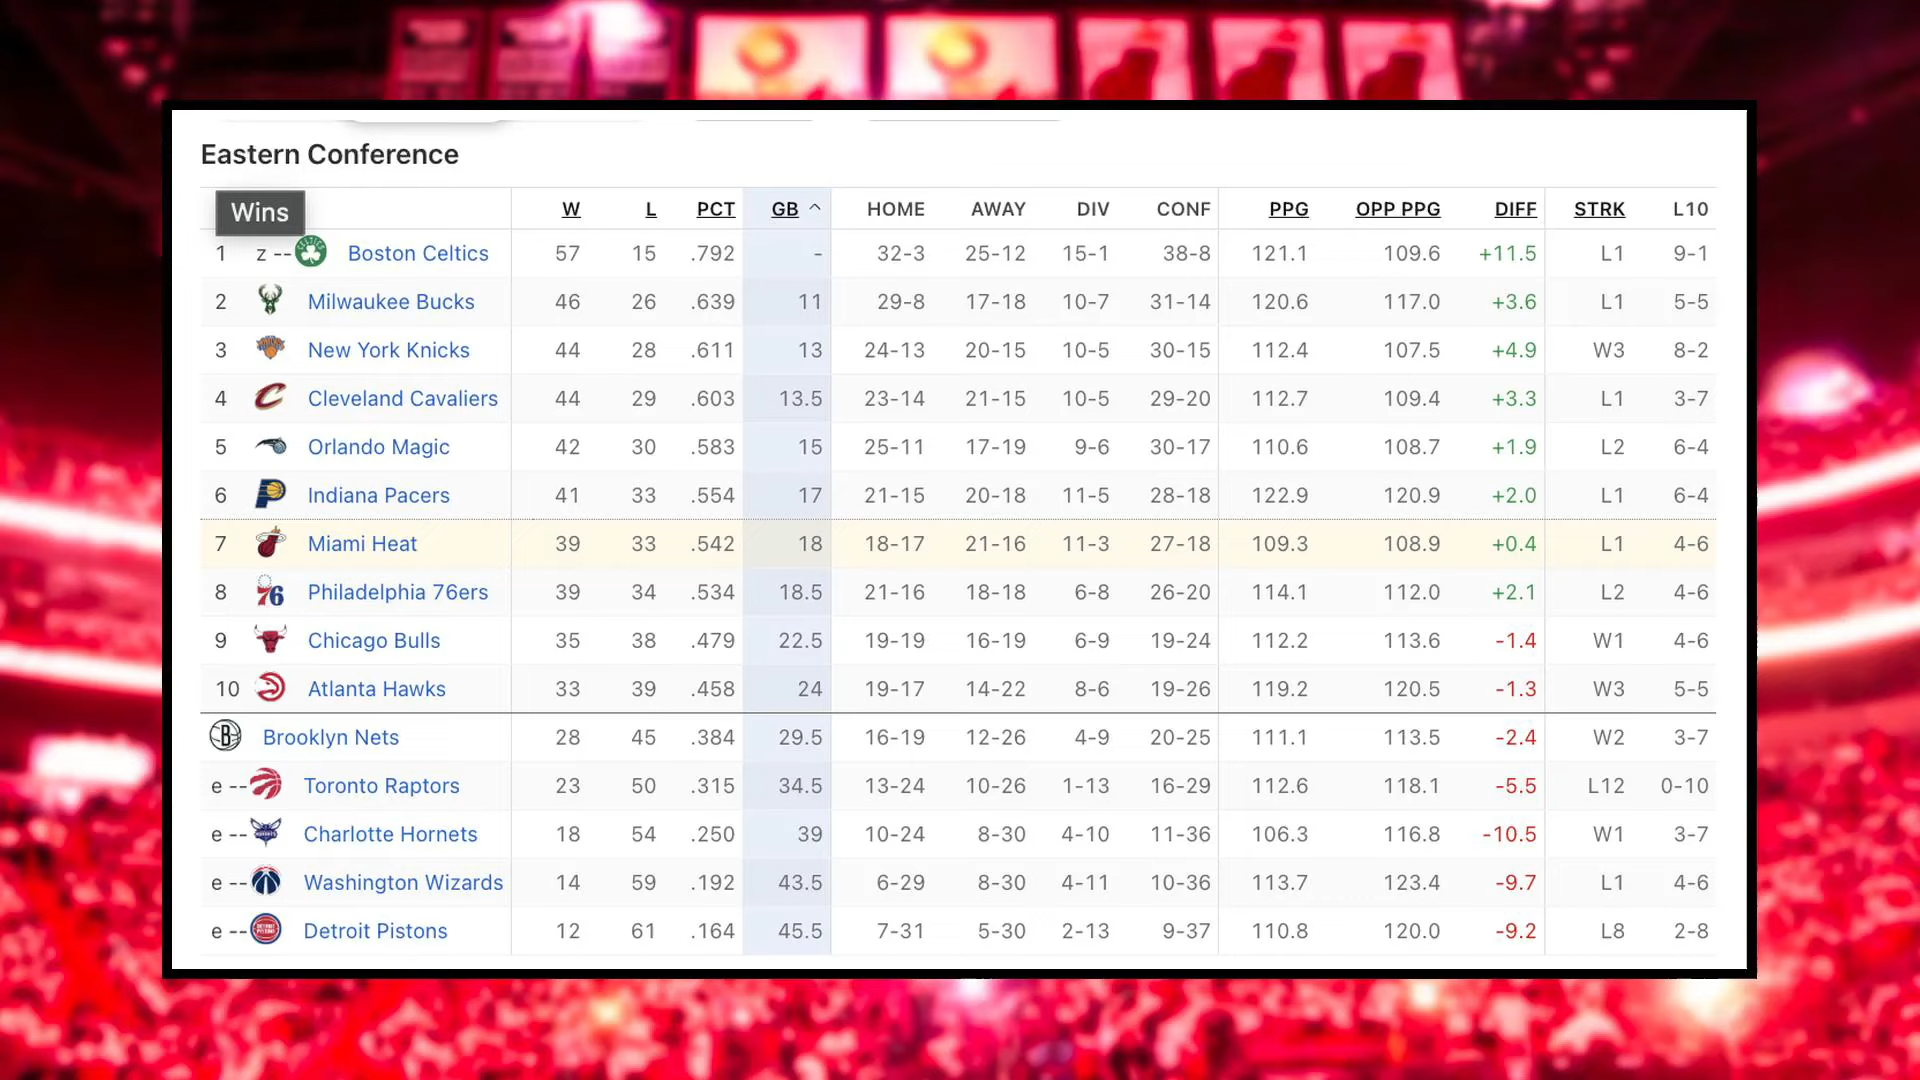 Eastern Conference
Wins W L PCT GB HOME AWAY DIV CONF PPG OPP PPG DIFF STRK L10
1 z -- Boston Celtics 57 15 .792 - 32-3 25-12 15-1 38-8 121.1 109.6 +11.5 L1 9-1
2 Milwaukee Bucks 46 26 .639 11 29-8 17-18 10-7 31-14 120.6 117.0 +3.6 L1 5-5
3 New York Knicks 44 28 .611 13 24-13 20-15 10-5 30-15 112.4 107.5 +4.9 W3 8-2
4 Cleveland Cavaliers 44 29 .603 13.5 23-14 21-15 10-5 29-20 112.7 109.4 +3.3 L1 3-7
5 Orlando Magic 42 30 .583 15 25-11 17-19 9-6 30-17 110.6 108.7 +1.9 L2 6-4
6 Indiana Pacers 41 33 .554 17 21-15 20-18 11-5 28-18 122.9 120.9 +2.0 L1 6-4
7 Miami Heat 39 33 .542 18 18-17 21-16 11-3 27-18 109.3 108.9 +0.4 L1 4-6
8 Philadelphia 76ers 39 34 .534 18.5 21-16 18-18 6-8 26-20 114.1 112.0 +2.1 L2 4-6
9 Chicago Bulls 35 38 .479 22.5 19-19 16-19 6-9 19-24 112.2 113.6 -1.4 W1 4-6
10 Atlanta Hawks 33 39 .458 24 19-17 14-22 8-6 19-26 119.2 120.5 -1.3 W3 5-5
Brooklyn Nets 28 45 .384 29.5 16-19 12-26 4-9 20-25 111.1 113.5 -2.4 W2 3-7
e -- Toronto Raptors 23 50 .315 34.5 13-24 10-26 1-13 16-29 112.6 118.1 -5.5 L12 0-10
e -- Charlotte Hornets 18 54 .250 39 10-24 8-30 4-10 11-36 106.3 116.8 -10.5 W1 3-7
e -- Washington Wizards 14 59 .192 43.5 6-29 8-30 4-11 10-36 113.7 123.4 -9.7 L1 4-6
e -- Detroit Pistons 12 61 .164 45.5 7-31 5-30 2-13 9-37 110.8 120.0 -9.2 L8 2-8